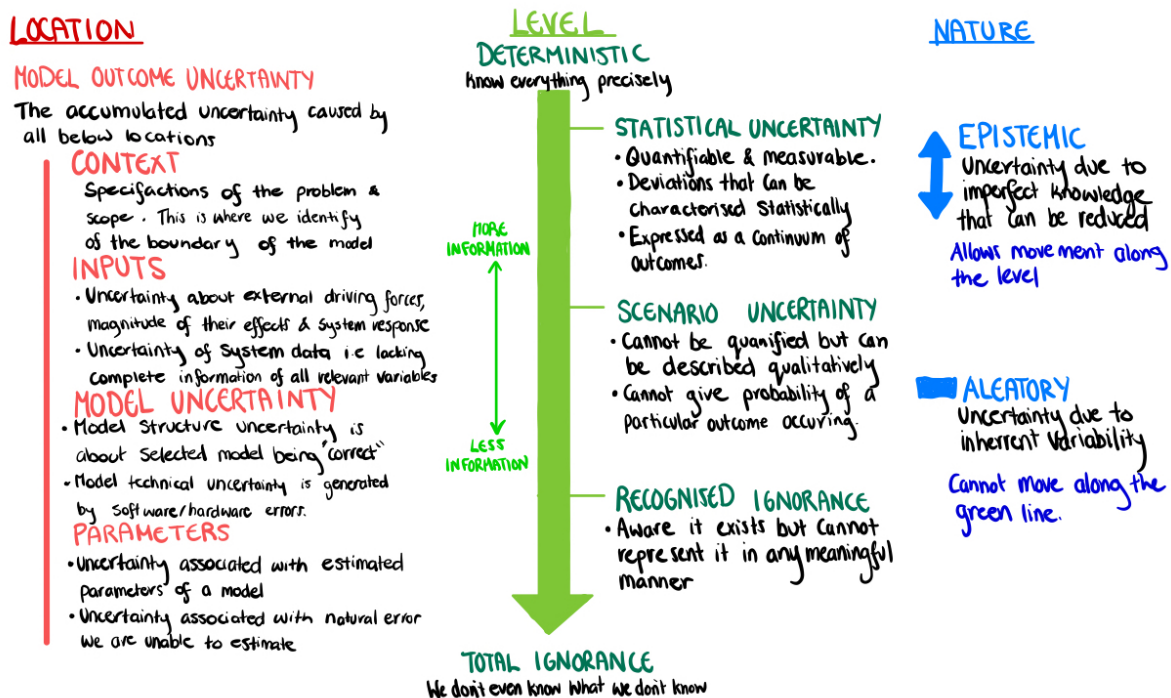 LOCATION
MODEL OUTCOME UNCERTAINTY
The accumulated uncertainty caused by
all below locations
CONTEXT
Specifactions of the problem &
scope. This is where we identify
of the boundary of the model
INPUTS
• Uncertainty about external driving forces,
magnitude of their effects & system response
• Uncertainty of system data i.e lacking
complete information of all relevant variables
MODEL UNCERTAINTY
• Model structure uncertainty is
about selected model being "correct"
• Model technical uncertainty is generated
by software/hardware errors.
PARAMETERS
• Uncertainty associated with estimated
parameters of a model
• Uncertainty associated with natural error
we are unable to estimate
LEVEL
DETERMINISTIC
Know everything precisely
MORE
INFORMATION
LESS
INFORMATION
STATISTICAL UNCERTAINTY
• Quantifiable & measurable.
• Deviations that can be
characterised statistically
• Expressed as a continuum of
outcomes.
SCENARIO UNCERTAINTY
• Cannot be quantified but can
be described qualitatively
• Cannot give probability of a
particular outcome occuring.
RECOGNISED IGNORANCE
• Aware it exists but cannot
represent it in any meaningful
manner
TOTAL IGNORANCE
We don't even know what we don't know
NATURE
EPISTEMIC
Uncertainty due to
imperfect knowledge
that can be reduced
Allows movement along
the level
ALEATORY
Uncertainty due to
inherrent variability
Cannot move along the
green line.